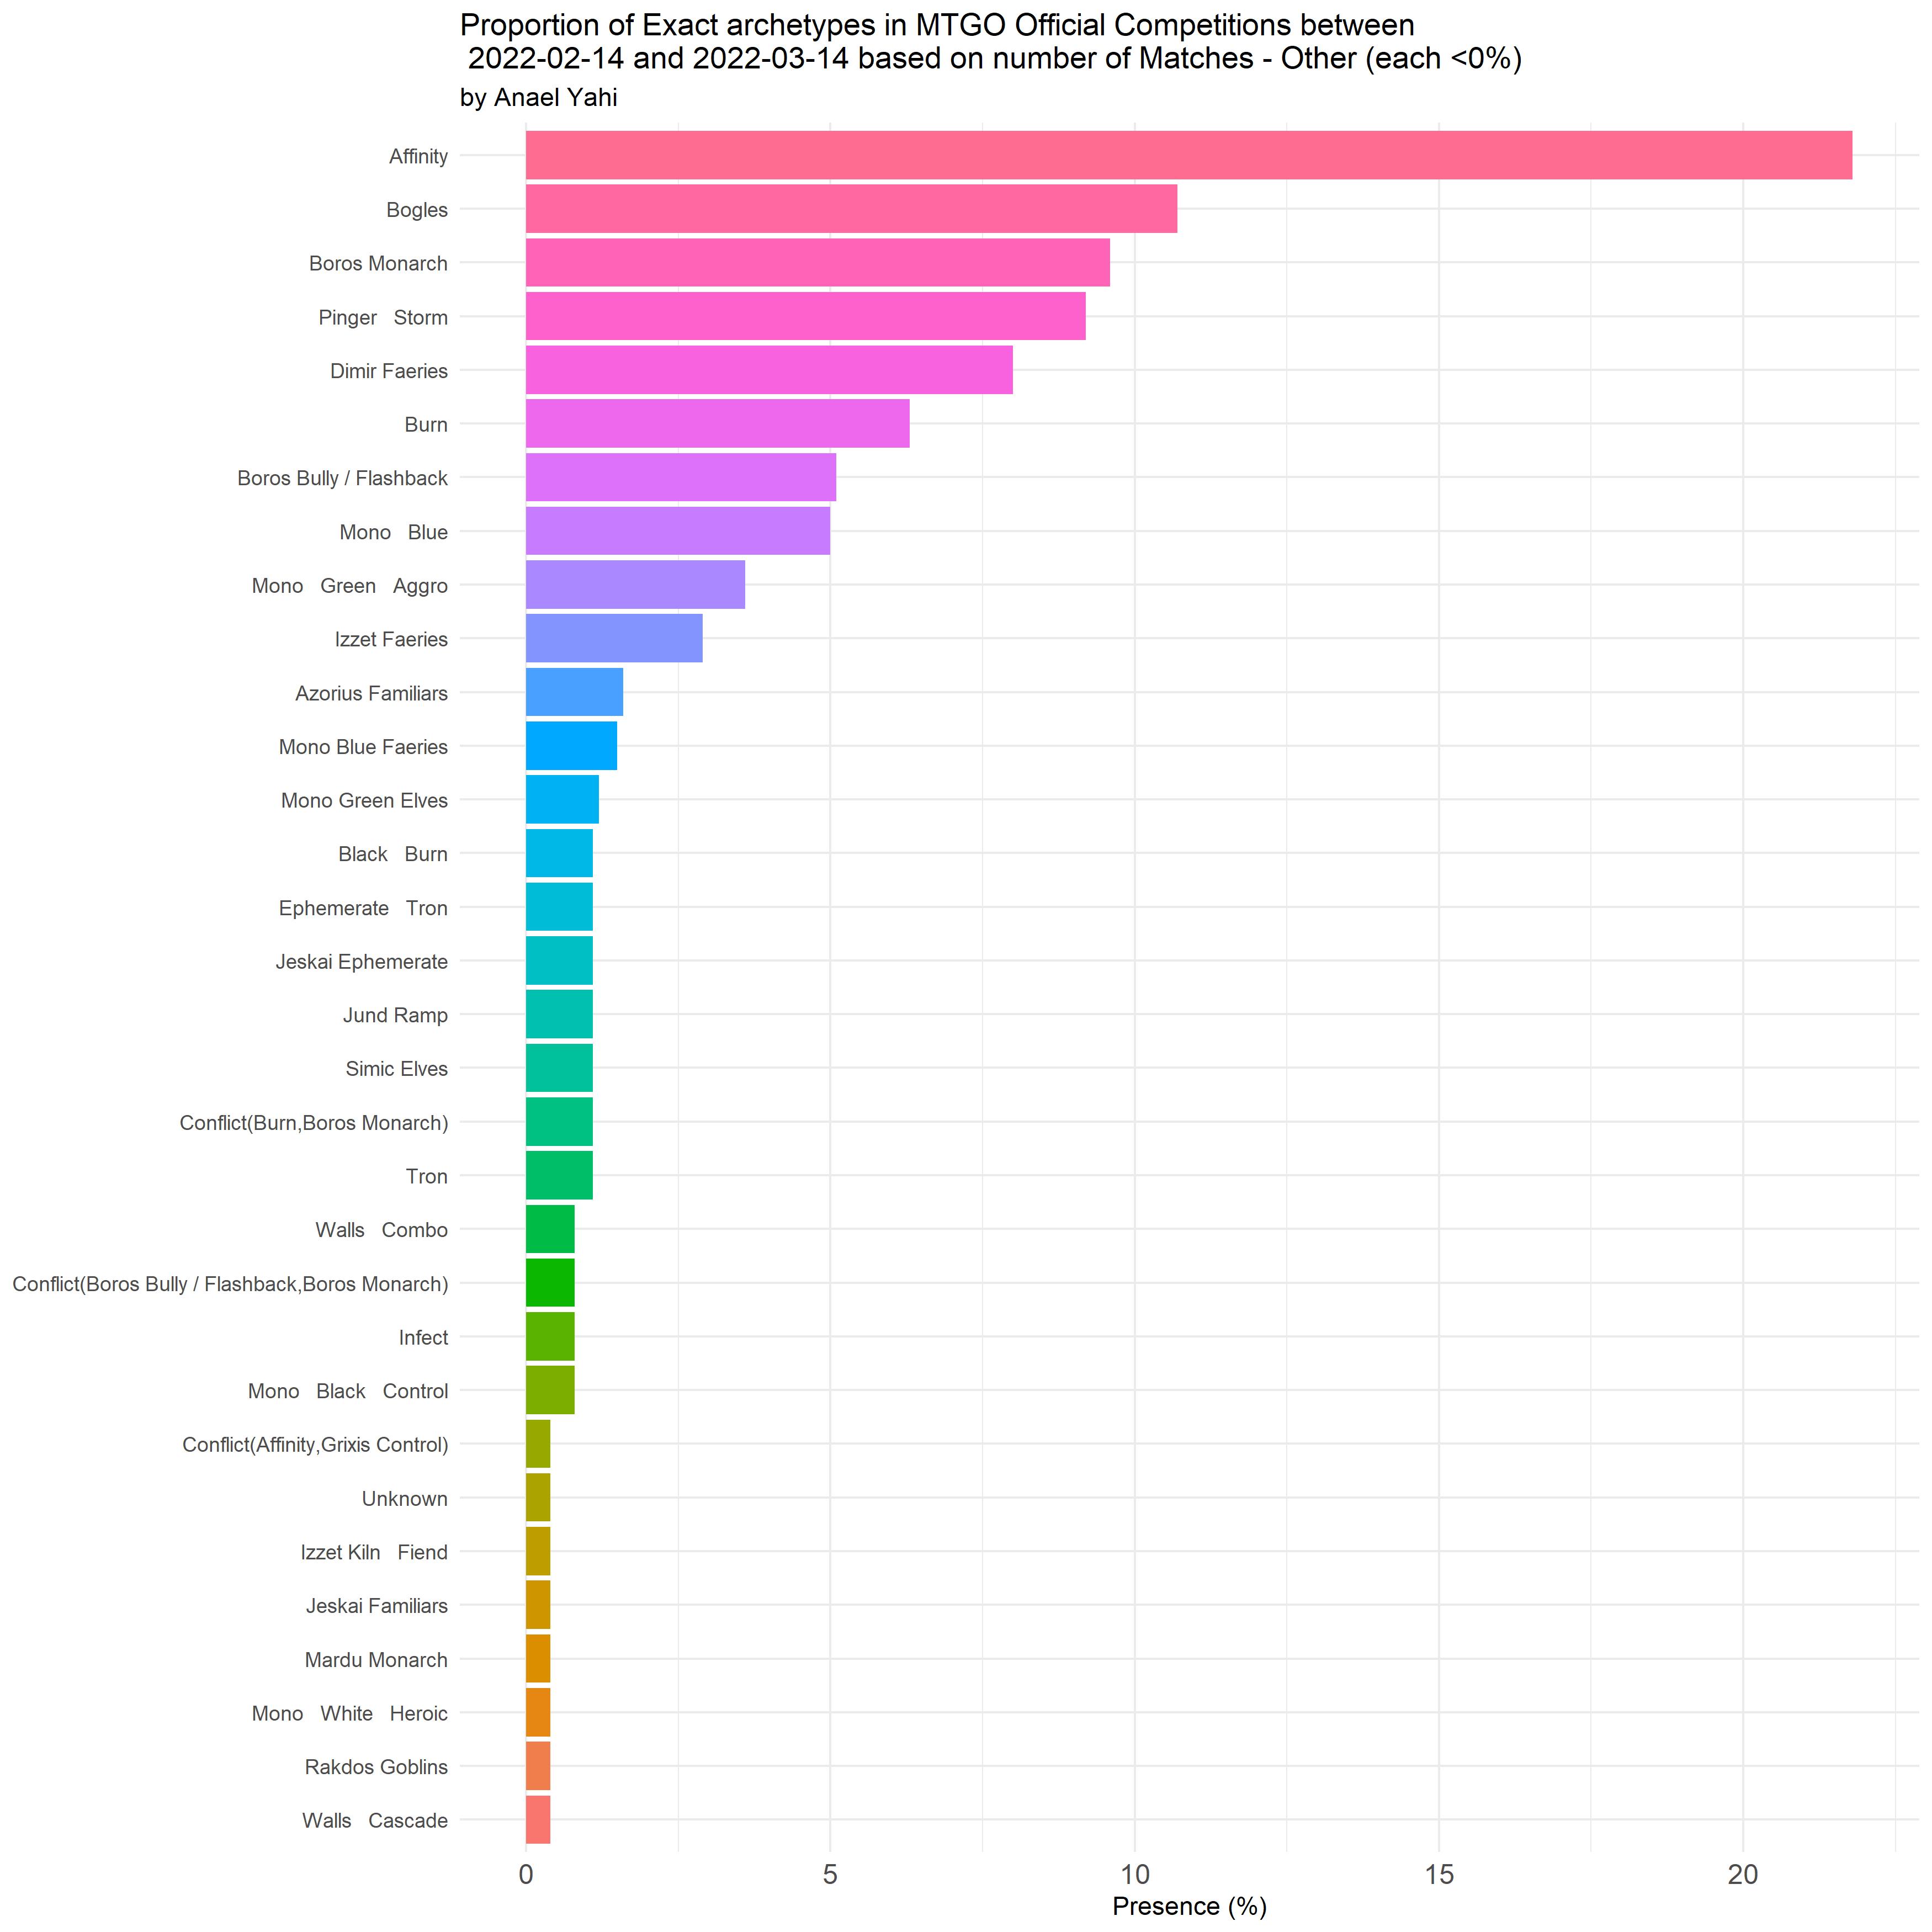 Proportion of Exact archetypes in MTGO Official Competitions between
2022-02-14 and 2022-03-14 based on number of Matches - Other (each <0%)
by Anael Yahi
Affinity
Bogles
Boros Monarch
Pinger   Storm
Dimir Faeries
Burn
Boros Bully / Flashback
Mono   Blue
Mono   Green   Aggro
Izzet Faeries
Azorius Familiars
Mono Blue Faeries
Mono Green Elves
Black   Burn
Ephemerate   Tron
Jeskai Ephemerate
Jund Ramp
Simic Elves
Conflict(Burn,Boros Monarch)
Tron
Walls   Combo
Conflict(Boros Bully / Flashback,Boros Monarch)
Infect
Mono   Black   Control
Conflict(Affinity,Grixis Control)
Unknown
Izzet Kiln   Fiend
Jeskai Familiars
Mardu Monarch
Mono   White   Heroic
Rakdos Goblins
Walls   Cascade
0 5 10 15 20
Presence (%)